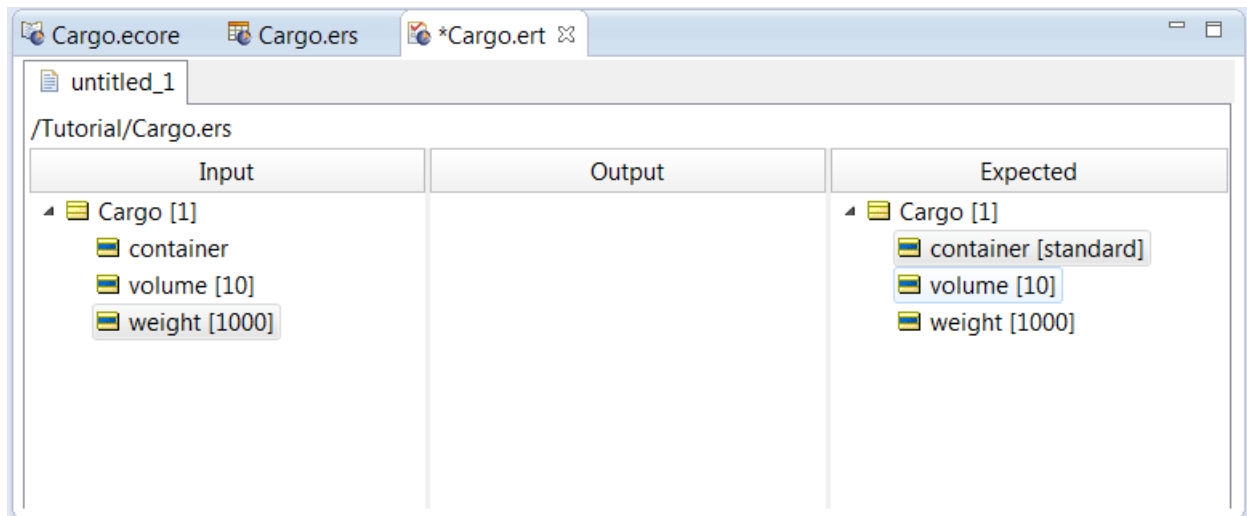 Cargo.ecore Cargo.ers *Cargo.ert
untitled_1
/Tutorial/Cargo.ers
Input Output Expected
Cargo [1] Cargo [1]
container container [standard]
volume [10] volume [10]
weight [1000] weight [1000]